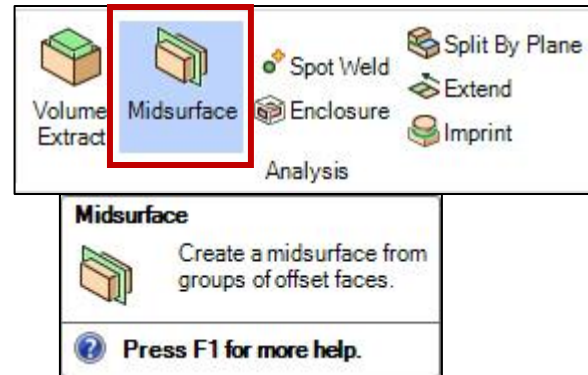 Volume
Extract
Midsurface
Spot Weld
Enclosure
Split By Plane
Extend
Imprint
Analysis
Midsurface
Create a midsurface from
groups of offset faces.
Press F1 for more help.